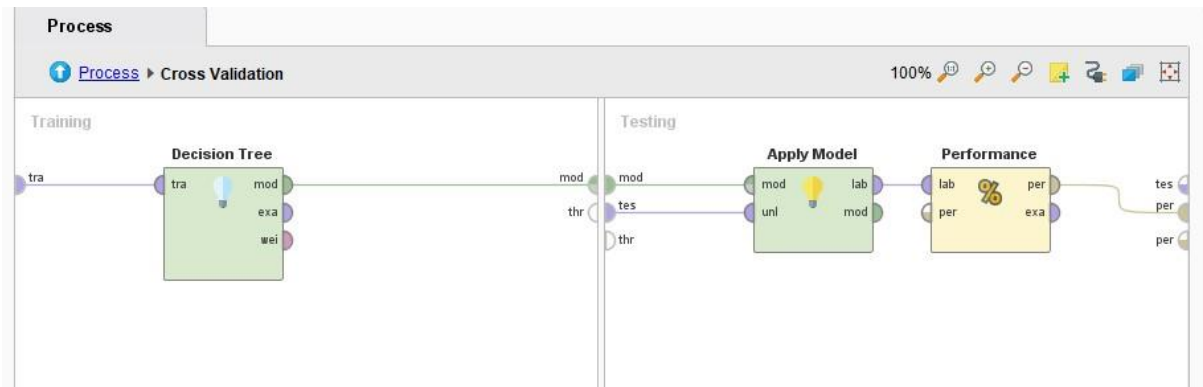 Process
Process ▸ Cross Validation
100%
Training
Decision Tree
tra
tra
mod
exa
wei
mod
thr
Testing
Apply Model
Performance
mod
tes
thr
mod
unl
lab
mod
lab
per
%
per
exa
tes
per
per